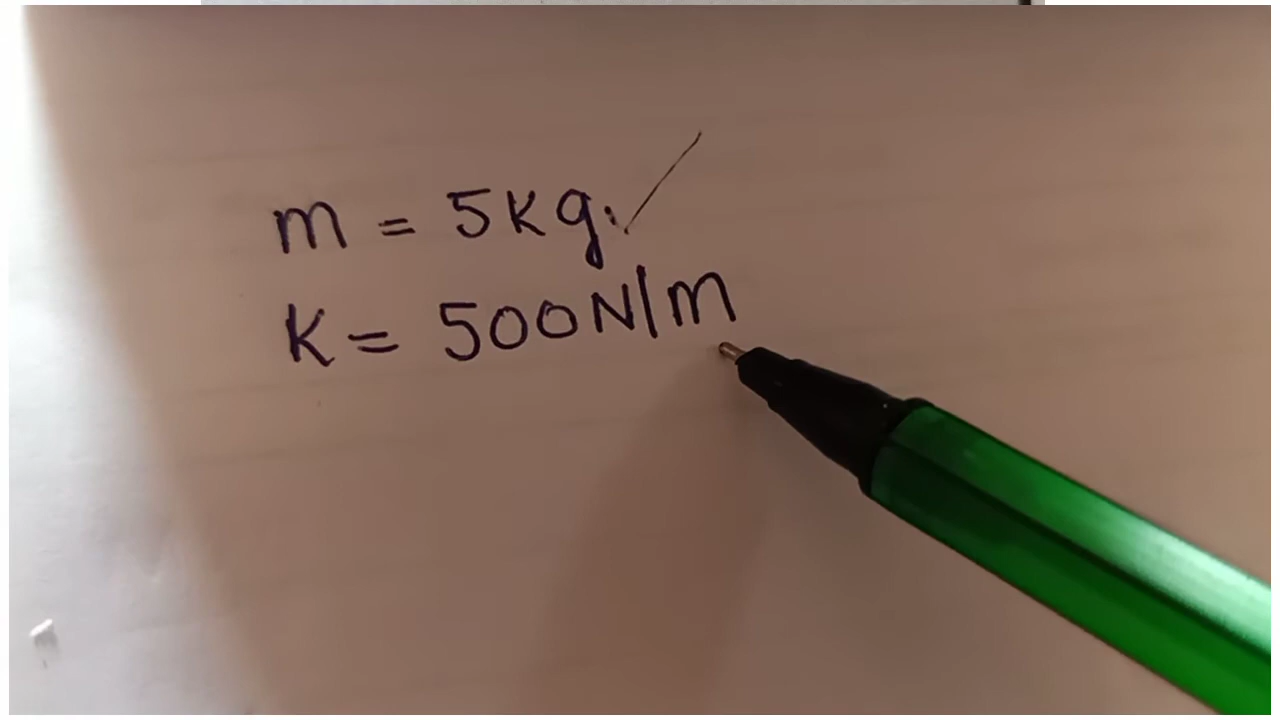 m = 5kg.
K = 500N/m